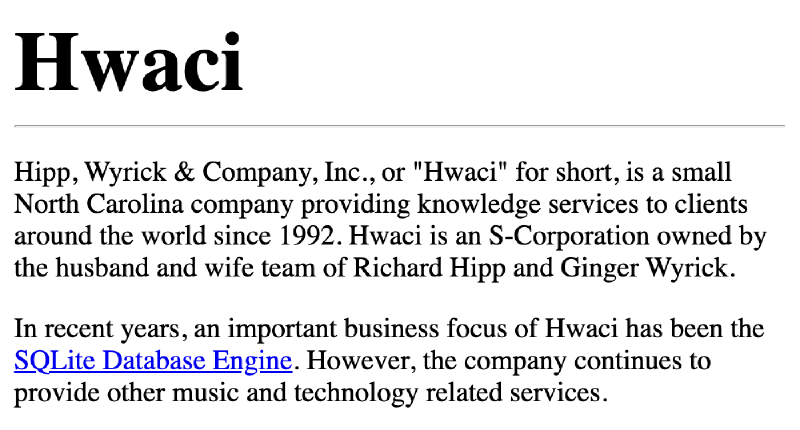 Hwaci
Hipp, Wyrick & Company, Inc., or "Hwaci" for short, is a small
North Carolina company providing knowledge services to clients
around the world since 1992. Hwaci is an S-Corporation owned by
the husband and wife team of Richard Hipp and Ginger Wyrick.
In recent years, an important business focus of Hwaci has been the
SQLite Database Engine. However, the company continues to
provide other music and technology related services.